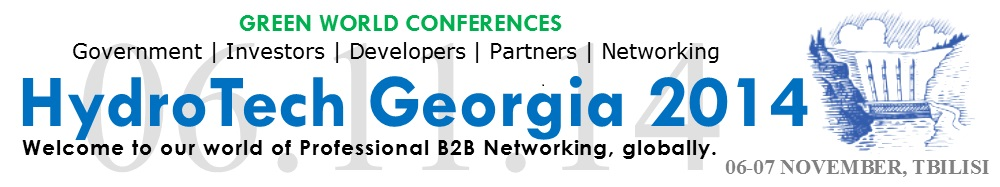 GREEN WORLD CONFERENCES
Government | Investors | Developers | Partners | Networking
06.11.14
HydroTech Georgia 2014
Welcome to our world of Professional B2B Networking, globally.
06-07 NOVEMBER, TBILISI